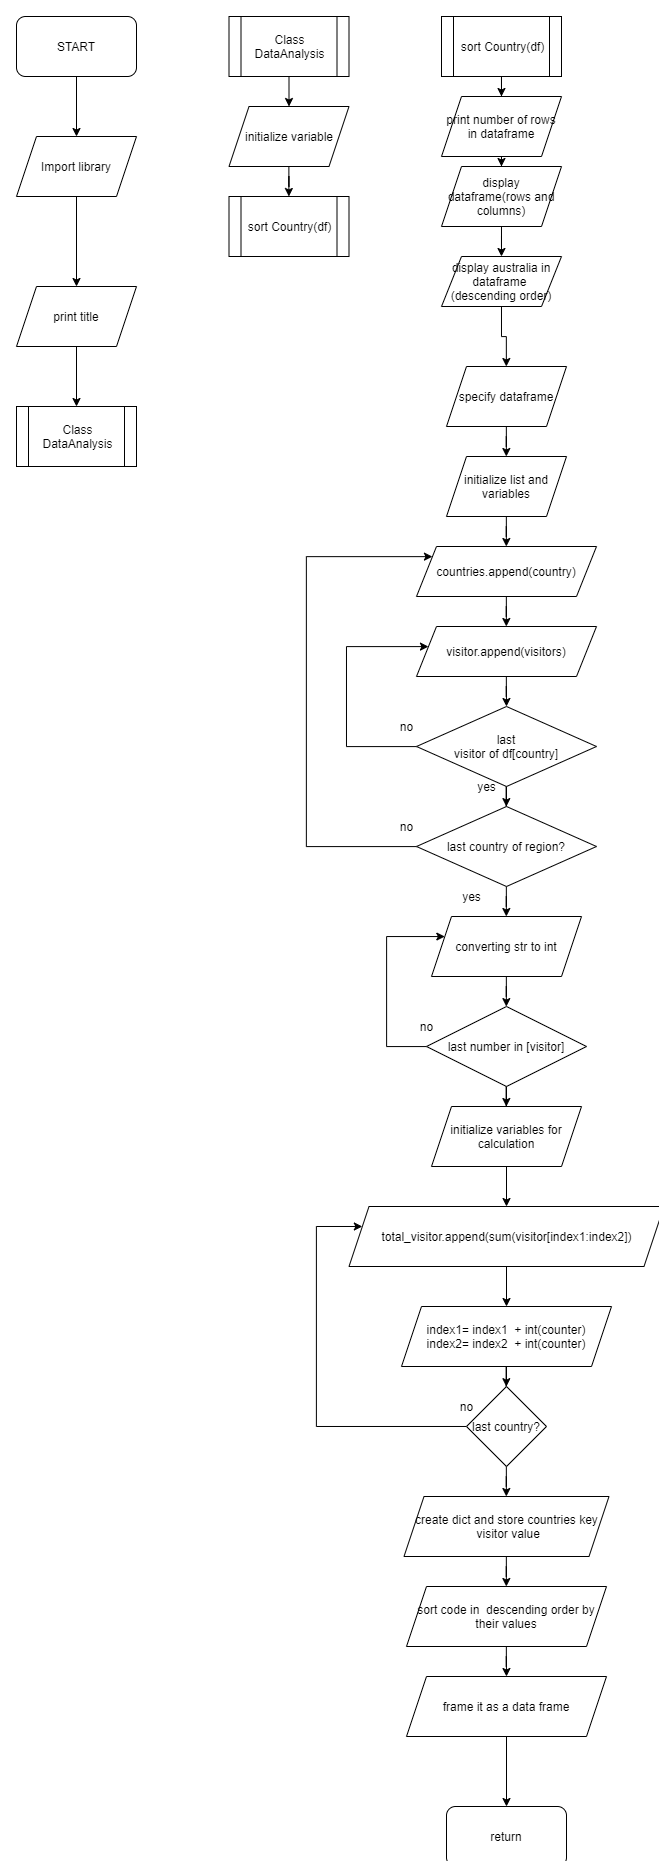 START
Import library
print title
Class
DataAnalysis
Class
DataAnalysis
initialize variable
sort Country(df)
sort Country(df)
print number of rows
in dataframe
display
dataframe(rows and
columns)
display australia in
dataframe
(descending order)
specify dataframe
initialize list and
variables
countries.append(country)
visitor.append(visitors)
no
last
visitor of df[country]
yes
no
last country of region?
yes
converting str to int
no
last number in [visitor]
initialize variables for
calculation
total_visitor.append(sum(visitor[index1:index2])
index1= index1 + int(counter)
index2= index2 + int(counter)
no
last country?
create dict and store countries key
visitor value
sort code in descending order by
their values
frame it as a data frame
return